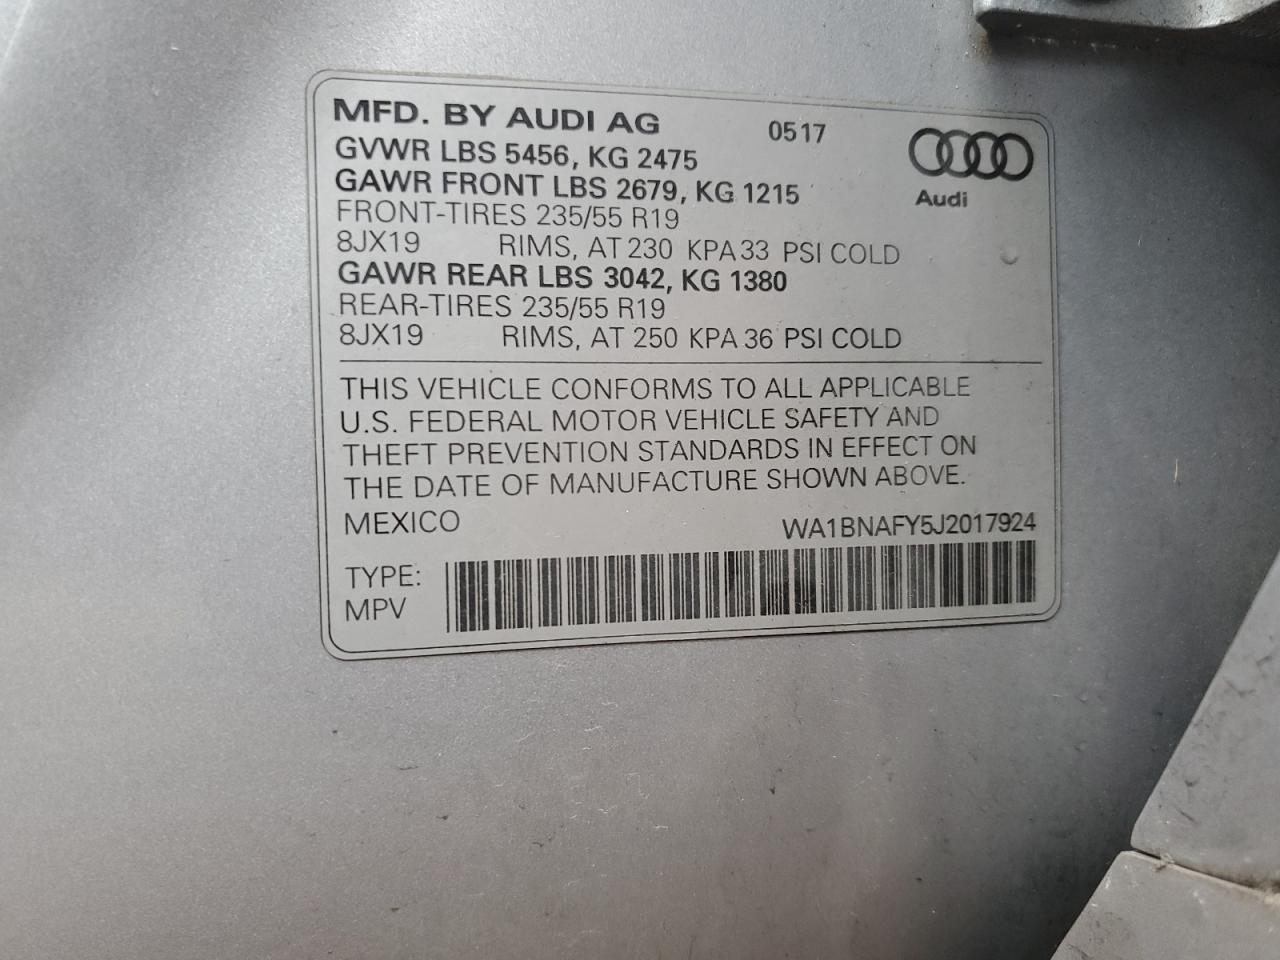 MFD. BY AUDI AG 0517
GVWR LBS 5456, KG 2475
Audi
GAWR FRONT LBS 2679, KG 1215
FRONT-TIRES 235/55 R19
8JX19 RIMS, AT 230 KPA 33 PSI COLD
GAWR REAR LBS 3042, KG 1380
REAR-TIRES 235/55 R19
8JX19 RIMS, AT 250 KPA 36 PSI COLD
THIS VEHICLE CONFORMS TO ALL APPLICABLE
U.S. FEDERAL MOTOR VEHICLE SAFETY AND
THEFT PREVENTION STANDARDS IN EFFECT ON
THE DATE OF MANUFACTURE SHOWN ABOVE.
MEXICO WA1BNAFY5J2017924
TYPE:
MPV